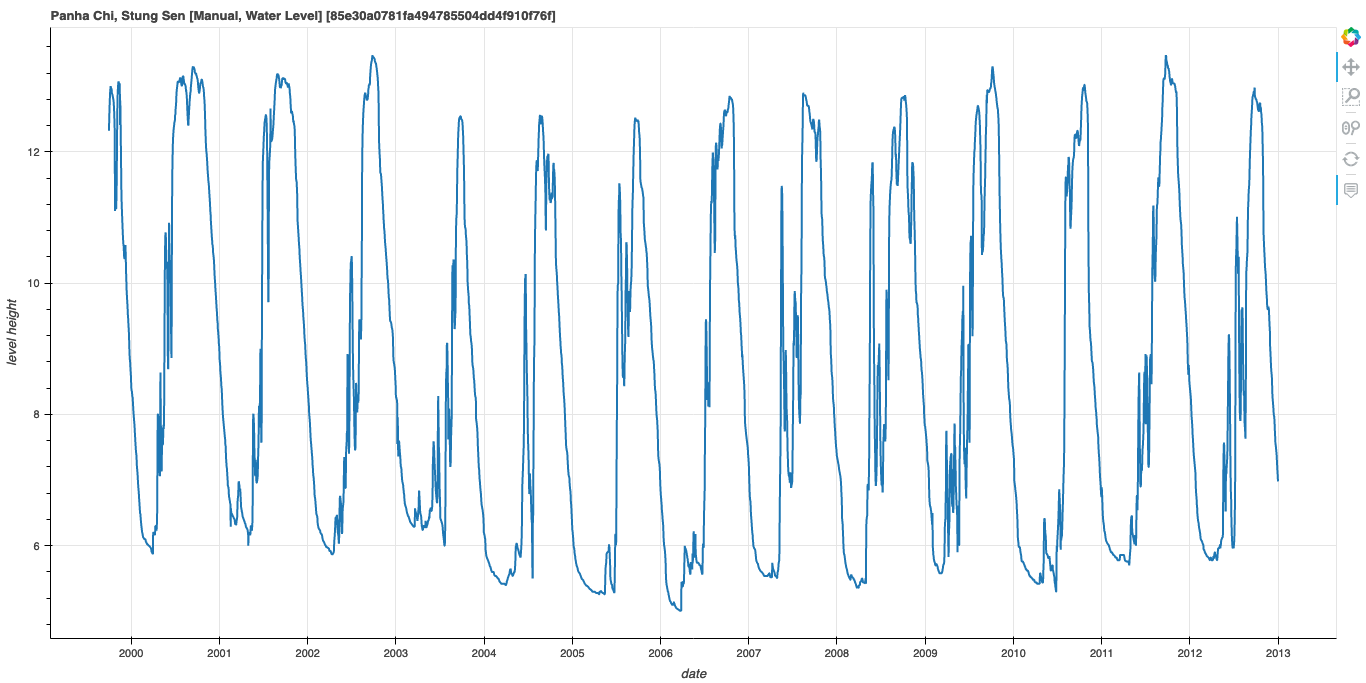 Panha Chi, Stung Sen [Manual, Water Level] [85e30a0781fa494785504dd4f910f76f]
level height
12
10
8
6
2000 2001 2002 2003 2004 2005 2006 2007 2008 2009 2010 2011 2012 2013
date